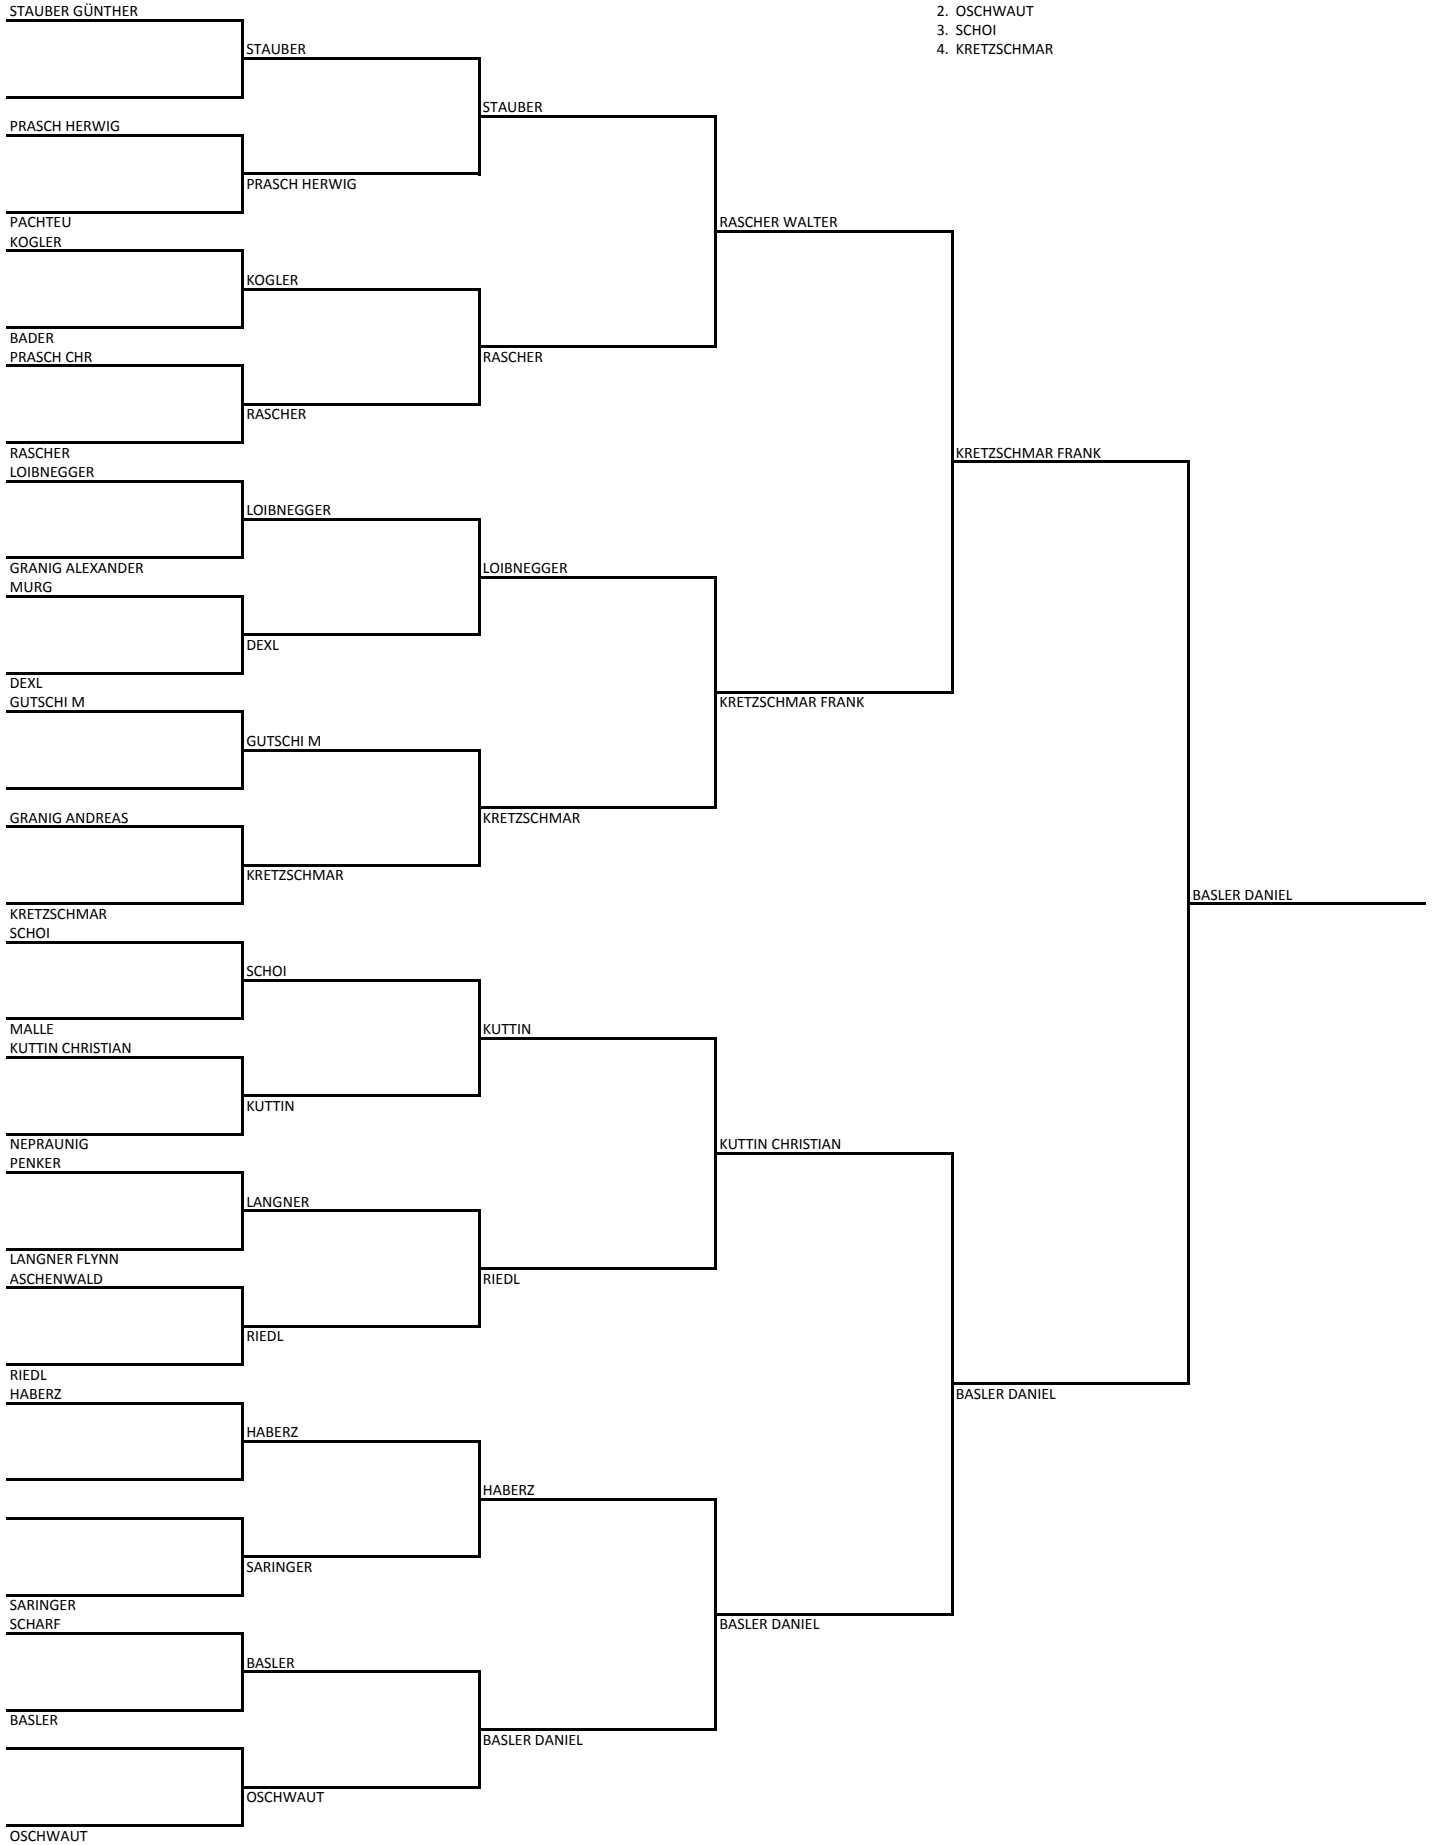 STAUBER GÜNTHER
2. OSCHWAUT
3. SCHOI
4. KRETZSCHMAR
STAUBER
STAUBER
PRASCH HERWIG
PRASCH HERWIG
PACHTEU
RASCHER WALTER
KOGLER
KOGLER
BADER
PRASCH CHR
RASCHER
RASCHER
RASCHER
KRETZSCHMAR FRANK
LOIBNEGGER
LOIBNEGGER
GRANIG ALEXANDER
LOIBNEGGER
MURG
DEXL
DEXL
GUTSCHI M
KRETZSCHMAR FRANK
GUTSCHI M
GRANIG ANDREAS
KRETZSCHMAR
KRETZSCHMAR
BASLER DANIEL
KRETZSCHMAR
SCHOI
SCHOI
MALLE
KUTTIN
KUTTIN CHRISTIAN
KUTTIN
NEPRAUNIG
KUTTIN CHRISTIAN
PENKER
LANGNER
LANGNER FLYNN
ASCHENWALD
RIEDL
RIEDL
RIEDL
HABERZ
BASLER DANIEL
HABERZ
HABERZ
SARINGER
SARINGER
SCHARF
BASLER DANIEL
BASLER
BASLER
BASLER DANIEL
OSCHWAUT
OSCHWAUT